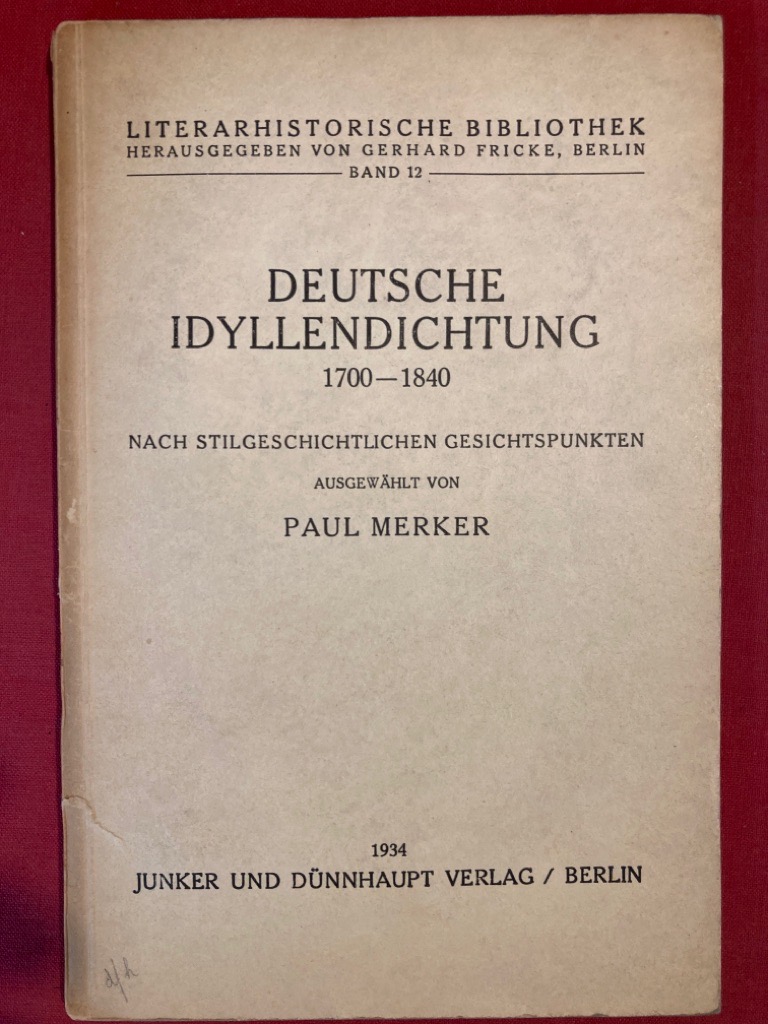 LITERARHISTORISCHE BIBLIOTHEK
HERAUSGEGEBEN VON GERHARD FRICKE, BERLIN
BAND 12
DEUTSCHE
IDYLLENDICHTUNG
1700—1840
NACH STILGESCHICHTLICHEN GESICHTSPUNKTEN
AUSGEWÄHLT VON
PAUL MERKER
1934
JUNKER UND DÜNNHAUPT VERLAG / BERLIN